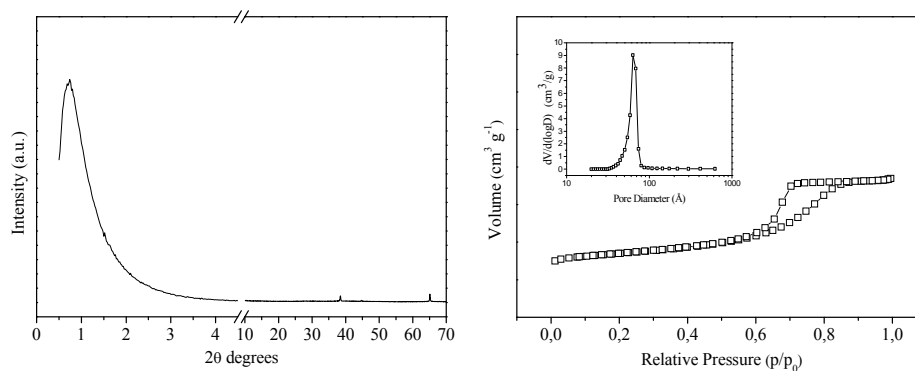 Intensity (a.u.)
0 1 2 3 4 10 20 30 40 50 60 70
2θ degrees
Volume (cm³ g⁻¹)
dV/d(logD) (cm³/g)
10
9
8
7
6
5
4
3
2
1
0
10 100 1000
Pore Diameter (Å)
0,0 0,2 0,4 0,6 0,8 1,0
Relative Pressure (p/p₀)